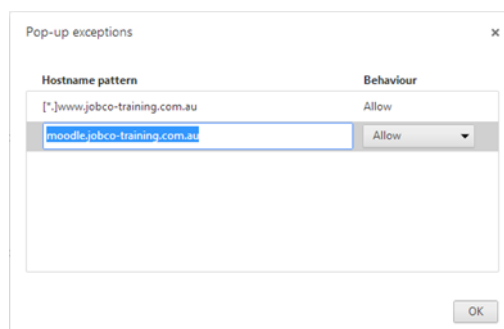 Pop-up exceptions ×
Hostname pattern Behaviour
[*.]www.jobco-training.com.au Allow
moodle.jobco-training.com.au Allow
OK